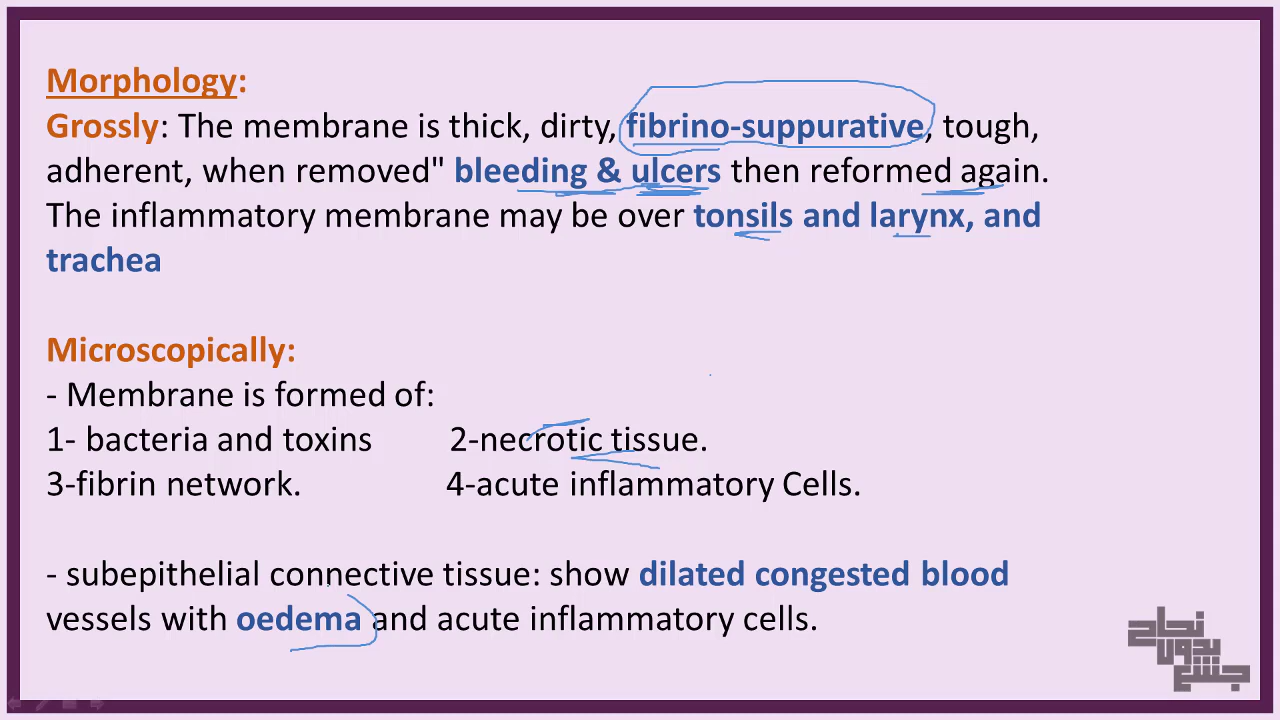 Morphology:
Grossly: The membrane is thick, dirty, fibrino-suppurative, tough,
adherent, when removed" bleeding & ulcers then reformed again.
The inflammatory membrane may be over tonsils and larynx, and
trachea
Microscopically:
- Membrane is formed of:
1- bacteria and toxins 2-necrotic tissue.
3-fibrin network. 4-acute inflammatory Cells.
- subepithelial connective tissue: show dilated congested blood
vessels with oedema and acute inflammatory cells.
نجاح
بدون
جشع